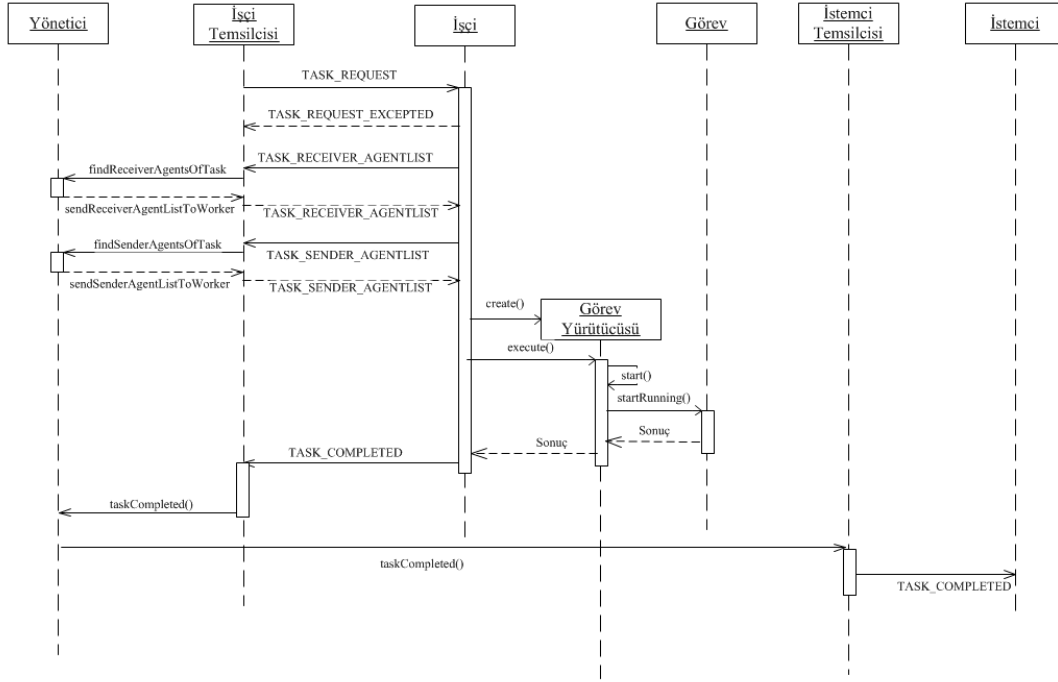 Yönetici
İşçi
Temsilcisi
İşçi
Görev
İstemci
Temsilcisi
İstemci
TASK_REQUEST
TASK_REQUEST_EXCEPTED
TASK_RECEIVER_AGENTLIST
findReceiverAgentsOfTask
sendReceiverAgentListToWorker
TASK_RECEIVER_AGENTLIST
findSenderAgentsOfTask
TASK_SENDER_AGENTLIST
sendSenderAgentListToWorker
TASK_SENDER_AGENTLIST
create()
Görev
Yürütücüsü
execute()
start()
startRunning()
Sonuç
Sonuç
TASK_COMPLETED
taskCompleted()
taskCompleted()
TASK_COMPLETED